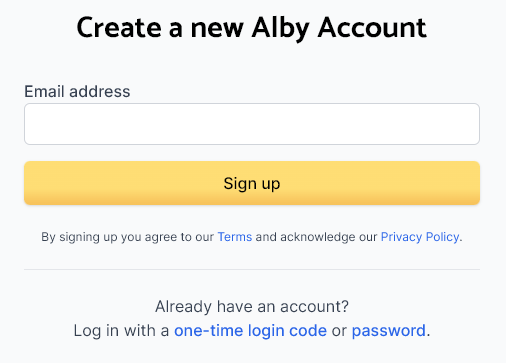 Create a new Alby Account
Email address
Sign up
By signing up you agree to our Terms and acknowledge our Privacy Policy.
Already have an account?
Log in with a one-time login code or password.